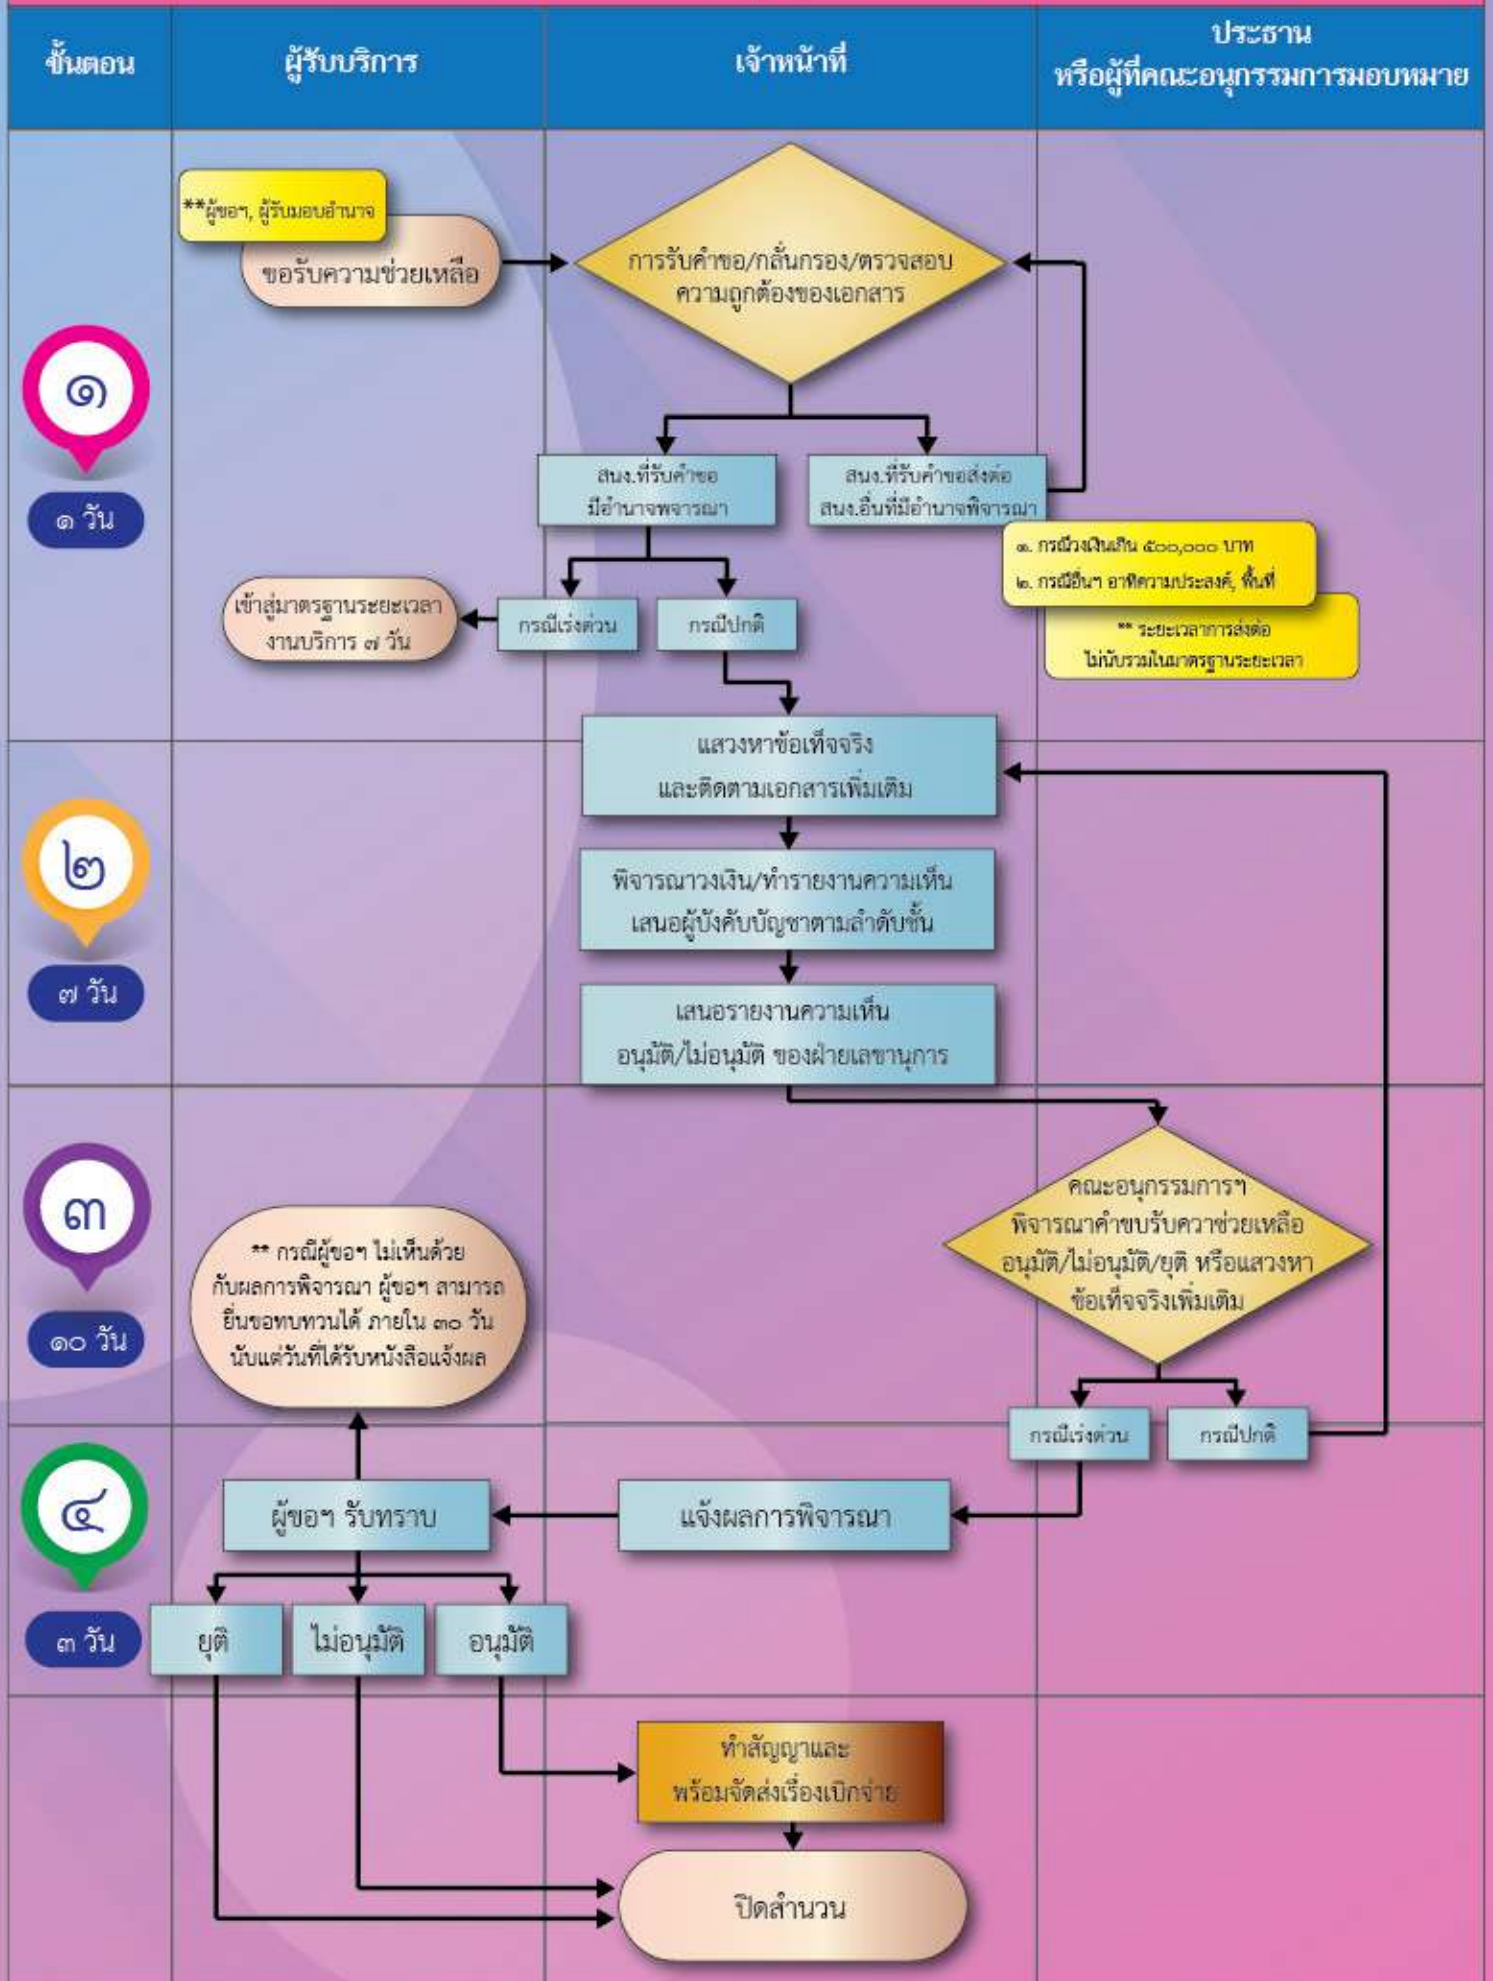 ขั้นตอน
ผู้รับบริการ
เจ้าหน้าที่
ประธาน
หรือผู้ที่คณะอนุกรรมการมอบหมาย
**ผู้ขอฯ, ผู้รับมอบอำนาจ
ขอรับความช่วยเหลือ
การรับคำขอ/กลั่นกรอง/ตรวจสอบ
ความถูกต้องของเอกสาร
๑
๑ วัน
สนง.ที่รับคำขอ
มีอำนาจพจารณา
สนง.ที่รับคำขอส่งต่อ
สนง.อื่นที่มีอำนาจพิจารณา
๑. กรณีวงเงินเกิน ๕๐๐,๐๐๐ บาท
๒. กรณีอื่นๆ อาทิความประสงค์, พื้นที่
** ระยะเวลาการส่งต่อ
ไม่นับรวมในมาตรฐานระยะเวลา
เข้าสู่มาตรฐานระยะเวลา
งานบริการ ๗ วัน
กรณีเร่งด่วน
กรณีปกติ
แสวงหาข้อเท็จจริง
และติดตามเอกสารเพิ่มเติม
๒
๗ วัน
พิจารณาวงเงิน/ทำรายงานความเห็น
เสนอผู้บังคับบัญชาตามลำดับชั้น
เสนอรายงานความเห็น
อนุมัติ/ไม่อนุมัติ ของฝ่ายเลขานุการ
๓
๑๐ วัน
** กรณีผู้ขอฯ ไม่เห็นด้วย
กับผลการพิจารณา ผู้ขอฯ สามารถ
ยื่นขอทบทวนได้ ภายใน ๓๐ วัน
นับแต่วันที่ได้รับหนังสือแจ้งผล
คณะอนุกรรมการฯ
พิจารณาคำขบรับควาช่วยเหลือ
อนุมัติ/ไม่อนุมัติ/ยุติ หรือแสวงหา
ข้อเท็จจริงเพิ่มเติม
กรณีเร่งด่วน
กรณีปกติ
๔
๓ วัน
ผู้ขอฯ รับทราบ
แจ้งผลการพิจารณา
ยุติ
ไม่อนุมัติ
อนุมัติ
ทำสัญญาและ
พร้อมจัดส่งเรื่องเบิกจ่าย
ปิดสำนวน